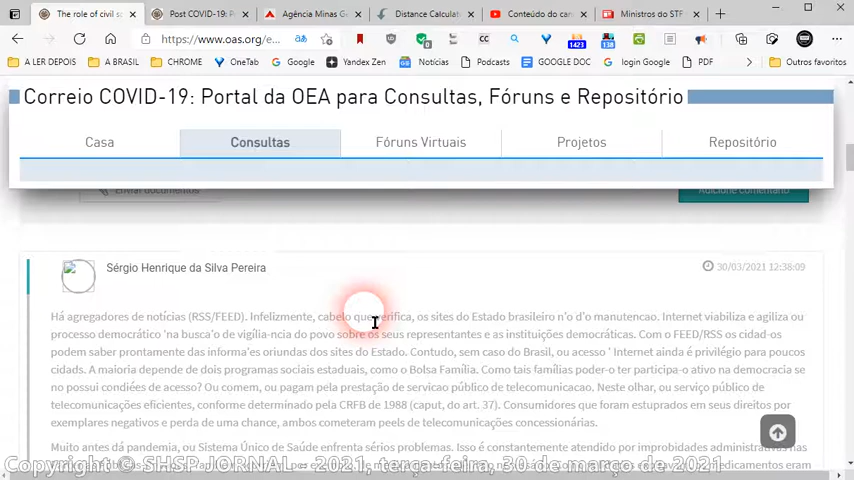 The role of civil so
Post COVID-19: P
Agência Minas Ge
Distance Calculat
Conteúdo do can
Ministros do STF
https://www.oas.org/e...
CC
1423
138
A LER DEPOIS
A BRASIL
CHROME
OneTab
Google
Yandex Zen
Notícias
Podcasts
GOOGLE DOC
login Google
PDF
Outros favoritos
Correio COVID-19: Portal da OEA para Consultas, Fóruns e Repositório
Casa
Consultas
Fóruns Virtuais
Projetos
Repositório
Enviar documentos
Adicione comentário
Sérgio Henrique da Silva Pereira
30/03/2021 12:38:09
Há agregadores de notícias (RSS/FEED). Infelizmente, cabelo que verifica, os sites do Estado brasileiro n'o d'o manutencao. Internet viabiliza e agiliza ou
processo democrático 'na busca'o de vigília-ncia do povo sobre os seus representantes e as instituições democráticas. Com o FEED/RSS os cidad-os
podem saber prontamente das informa'es oriundas dos sites do Estado. Contudo, sem caso do Brasil, ou acesso ' Internet ainda é privilégio para poucos
cidads. A maioria depende de dois programas sociais estaduais, como o Bolsa Família. Como tais famílias poder-o ter participa-o ativo na democracia se
no possui condiées de acesso? Ou comem, ou pagam pela prestação de servicao público de telecomunicacao. Neste olhar, ou serviço público de
telecomunicações eficientes, conforme determinado pela CRFB de 1988 (caput, do art. 37). Consumidores que foram estuprados em seus direitos por
exemplares negativos e perda de uma chance, ambos cometeram peels de telecomunicações concessionárias.
Muito antes dá pandemia, ou Sistema Único de Saúde enfrenta sérios problemas. Isso é constantemente atendido por improbidades administrativas nas
medicamentos eram
Copyright © SHSP JORNAL - 2021, terça-feira, 30 de março de 2021